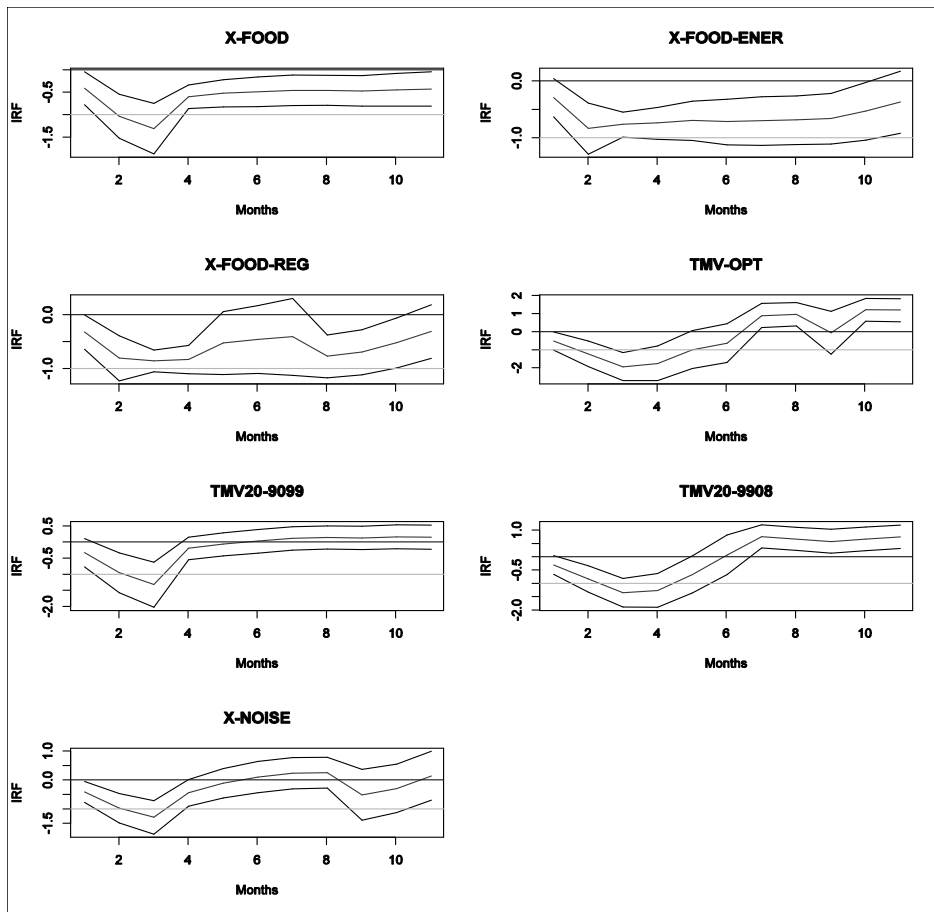 X-FOOD
IRF
-0.5
-1.5
2 4 6 8 10
Months
X-FOOD-ENER
IRF
0.0
-1.0
2 4 6 8 10
Months
X-FOOD-REG
IRF
0.0
-1.0
2 4 6 8 10
Months
TMV-OPT
IRF
2
1
0
-2
2 4 6 8 10
Months
TMV20-9099
IRF
0.5
-0.5
-2.0
2 4 6 8 10
Months
TMV20-9908
IRF
1.0
-0.5
-2.0
2 4 6 8 10
Months
X-NOISE
IRF
1.0
0.0
-1.5
2 4 6 8 10
Months